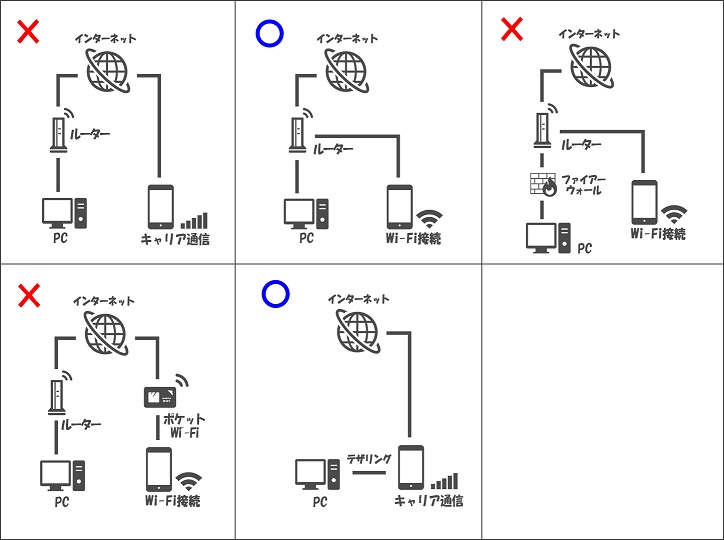 インターネット
ルーター
PC
キャリア通信
インターネット
ルーター
PC
Wi-Fi接続
インターネット
ルーター
ファイアー
ウォール
Wi-Fi接続
PC
インターネット
ルーター
ポケット
Wi-Fi
PC
Wi-Fi接続
インターネット
テザリング
PC
キャリア通信